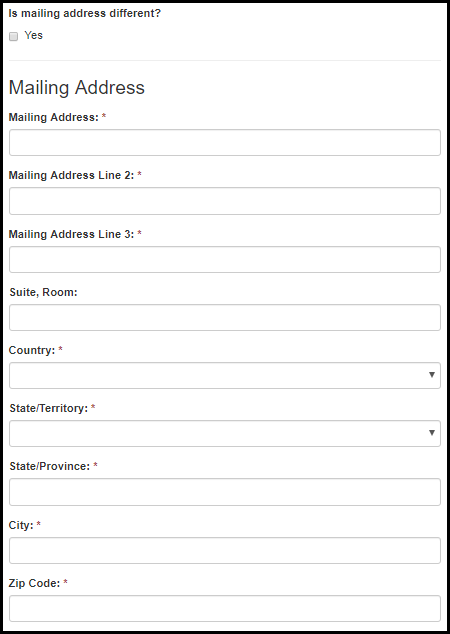 Is mailing address different?
Yes
Mailing Address
Mailing Address: *
Mailing Address Line 2: *
Mailing Address Line 3: *
Suite, Room:
Country: *
State/Territory: *
State/Province: *
City: *
Zip Code: *